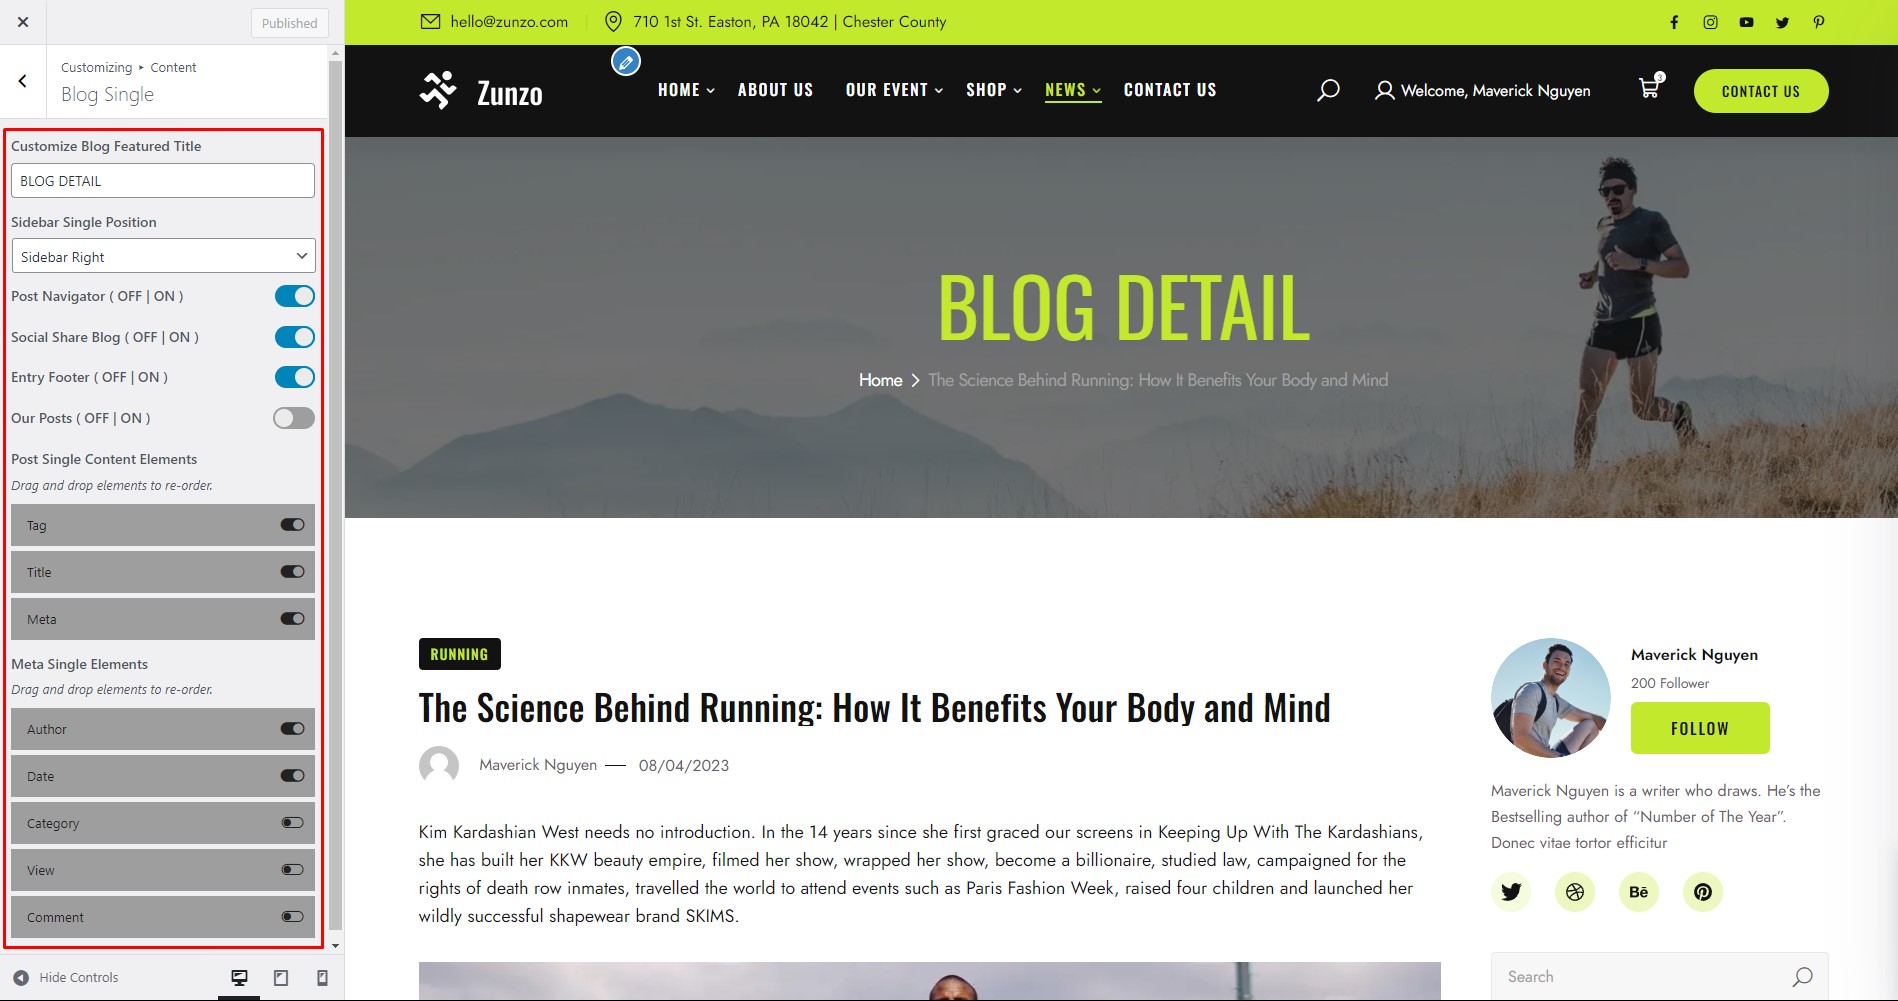 Published
Customizing ▸ Content
Blog Single
Customize Blog Featured Title
BLOG DETAIL
Sidebar Single Position
Sidebar Right
Post Navigator ( OFF | ON )
Social Share Blog ( OFF | ON )
Entry Footer ( OFF | ON )
Our Posts ( OFF | ON )
Post Single Content Elements
Drag and drop elements to re-order.
Tag
Title
Meta
Meta Single Elements
Drag and drop elements to re-order.
Author
Date
Category
View
Comment
Hide Controls
hello@zunzo.com
710 1st St. Easton, PA 18042 | Chester County
Zunzo
HOME
ABOUT US
OUR EVENT
SHOP
NEWS
CONTACT US
Welcome, Maverick Nguyen
3
CONTACT US
BLOG DETAIL
Home > The Science Behind Running: How It Benefits Your Body and Mind
RUNNING
The Science Behind Running: How It Benefits Your Body and Mind
Maverick Nguyen — 08/04/2023
Kim Kardashian West needs no introduction. In the 14 years since she first graced our screens in Keeping Up With The Kardashians,
she has built her KKW beauty empire, filmed her show, wrapped her show, become a billionaire, studied law, campaigned for the
rights of death row inmates, travelled the world to attend events such as Paris Fashion Week, raised four children and launched her
wildly successful shapewear brand SKIMS.
Maverick Nguyen
200 Follower
FOLLOW
Maverick Nguyen is a writer who draws. He's the
Bestselling author of “Number of The Year”.
Donec vitae tortor efficitur
Bē
Search